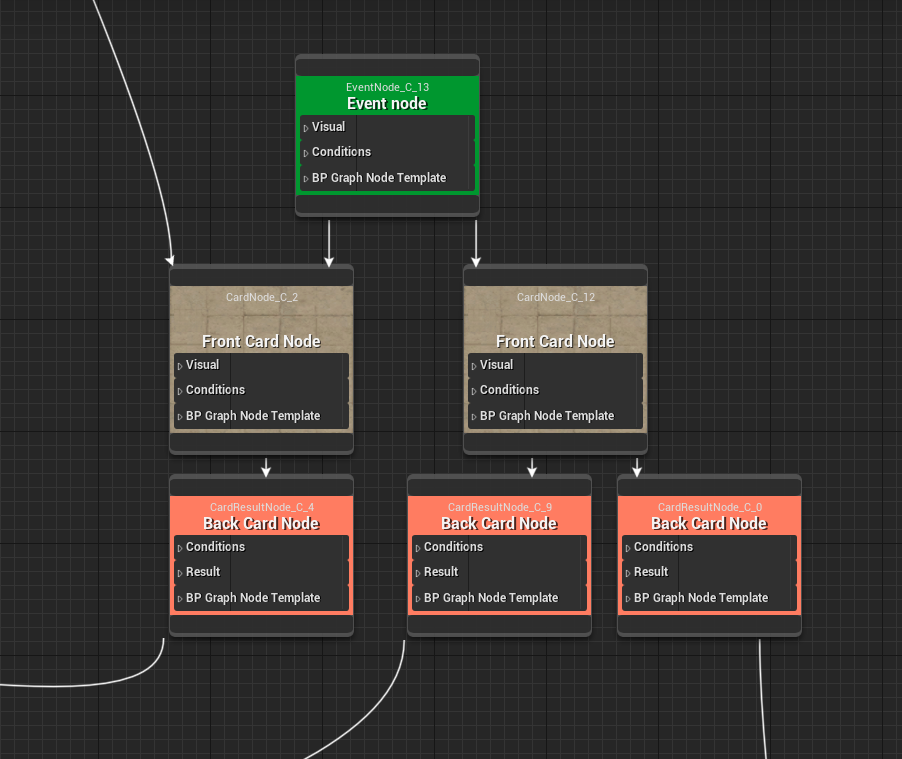 EventNode_C_13
Event node
Visual
Conditions
BP Graph Node Template
CardNode_C_2
Front Card Node
Visual
Conditions
BP Graph Node Template
CardNode_C_12
Front Card Node
Visual
Conditions
BP Graph Node Template
CardResultNode_C_4
Back Card Node
Conditions
Result
BP Graph Node Template
CardResultNode_C_9
Back Card Node
Conditions
Result
BP Graph Node Template
CardResultNode_C_0
Back Card Node
Conditions
Result
BP Graph Node Template